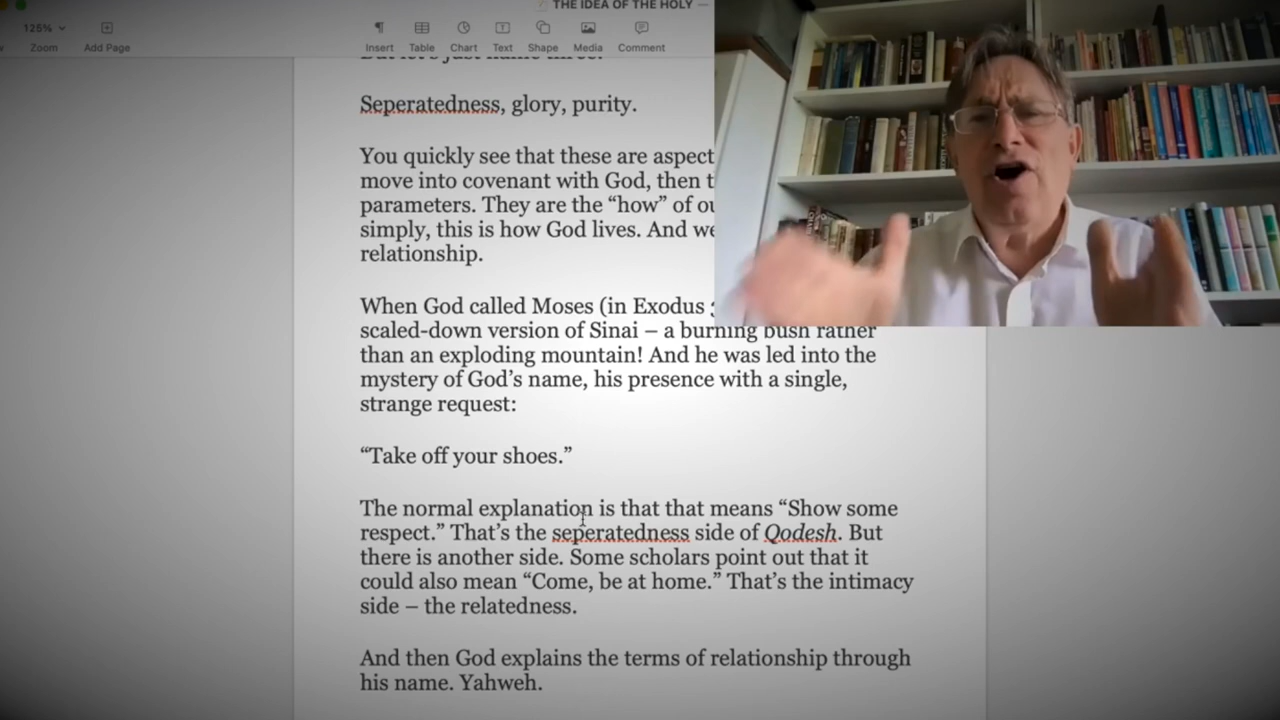 THE IDEA OF THE HOLY —
125%
Zoom
Add Page
Insert
Table
Chart
Text
Shape
Media
Comment
But let's just name three.
Seperatedness, glory, purity.
You quickly see that these are
move into covenant with God, then
parameters. They are the “how” of
simply, this is how God lives. And
relationship.
When God called Moses (in Exodus
scaled-down version of Sinai – a burning bush rather
than an exploding mountain! And he was led into the
mystery of God’s name, his presence with a single,
strange request:
“Take off your shoes.”
The normal explanation is that that means “Show some
respect.” That’s the seperatedness side of Qodesh. But
there is another side. Some scholars point out that it
could also mean “Come, be at home.” That’s the intimacy
side – the relatedness.
And then God explains the terms of relationship through
his name. Yahweh.